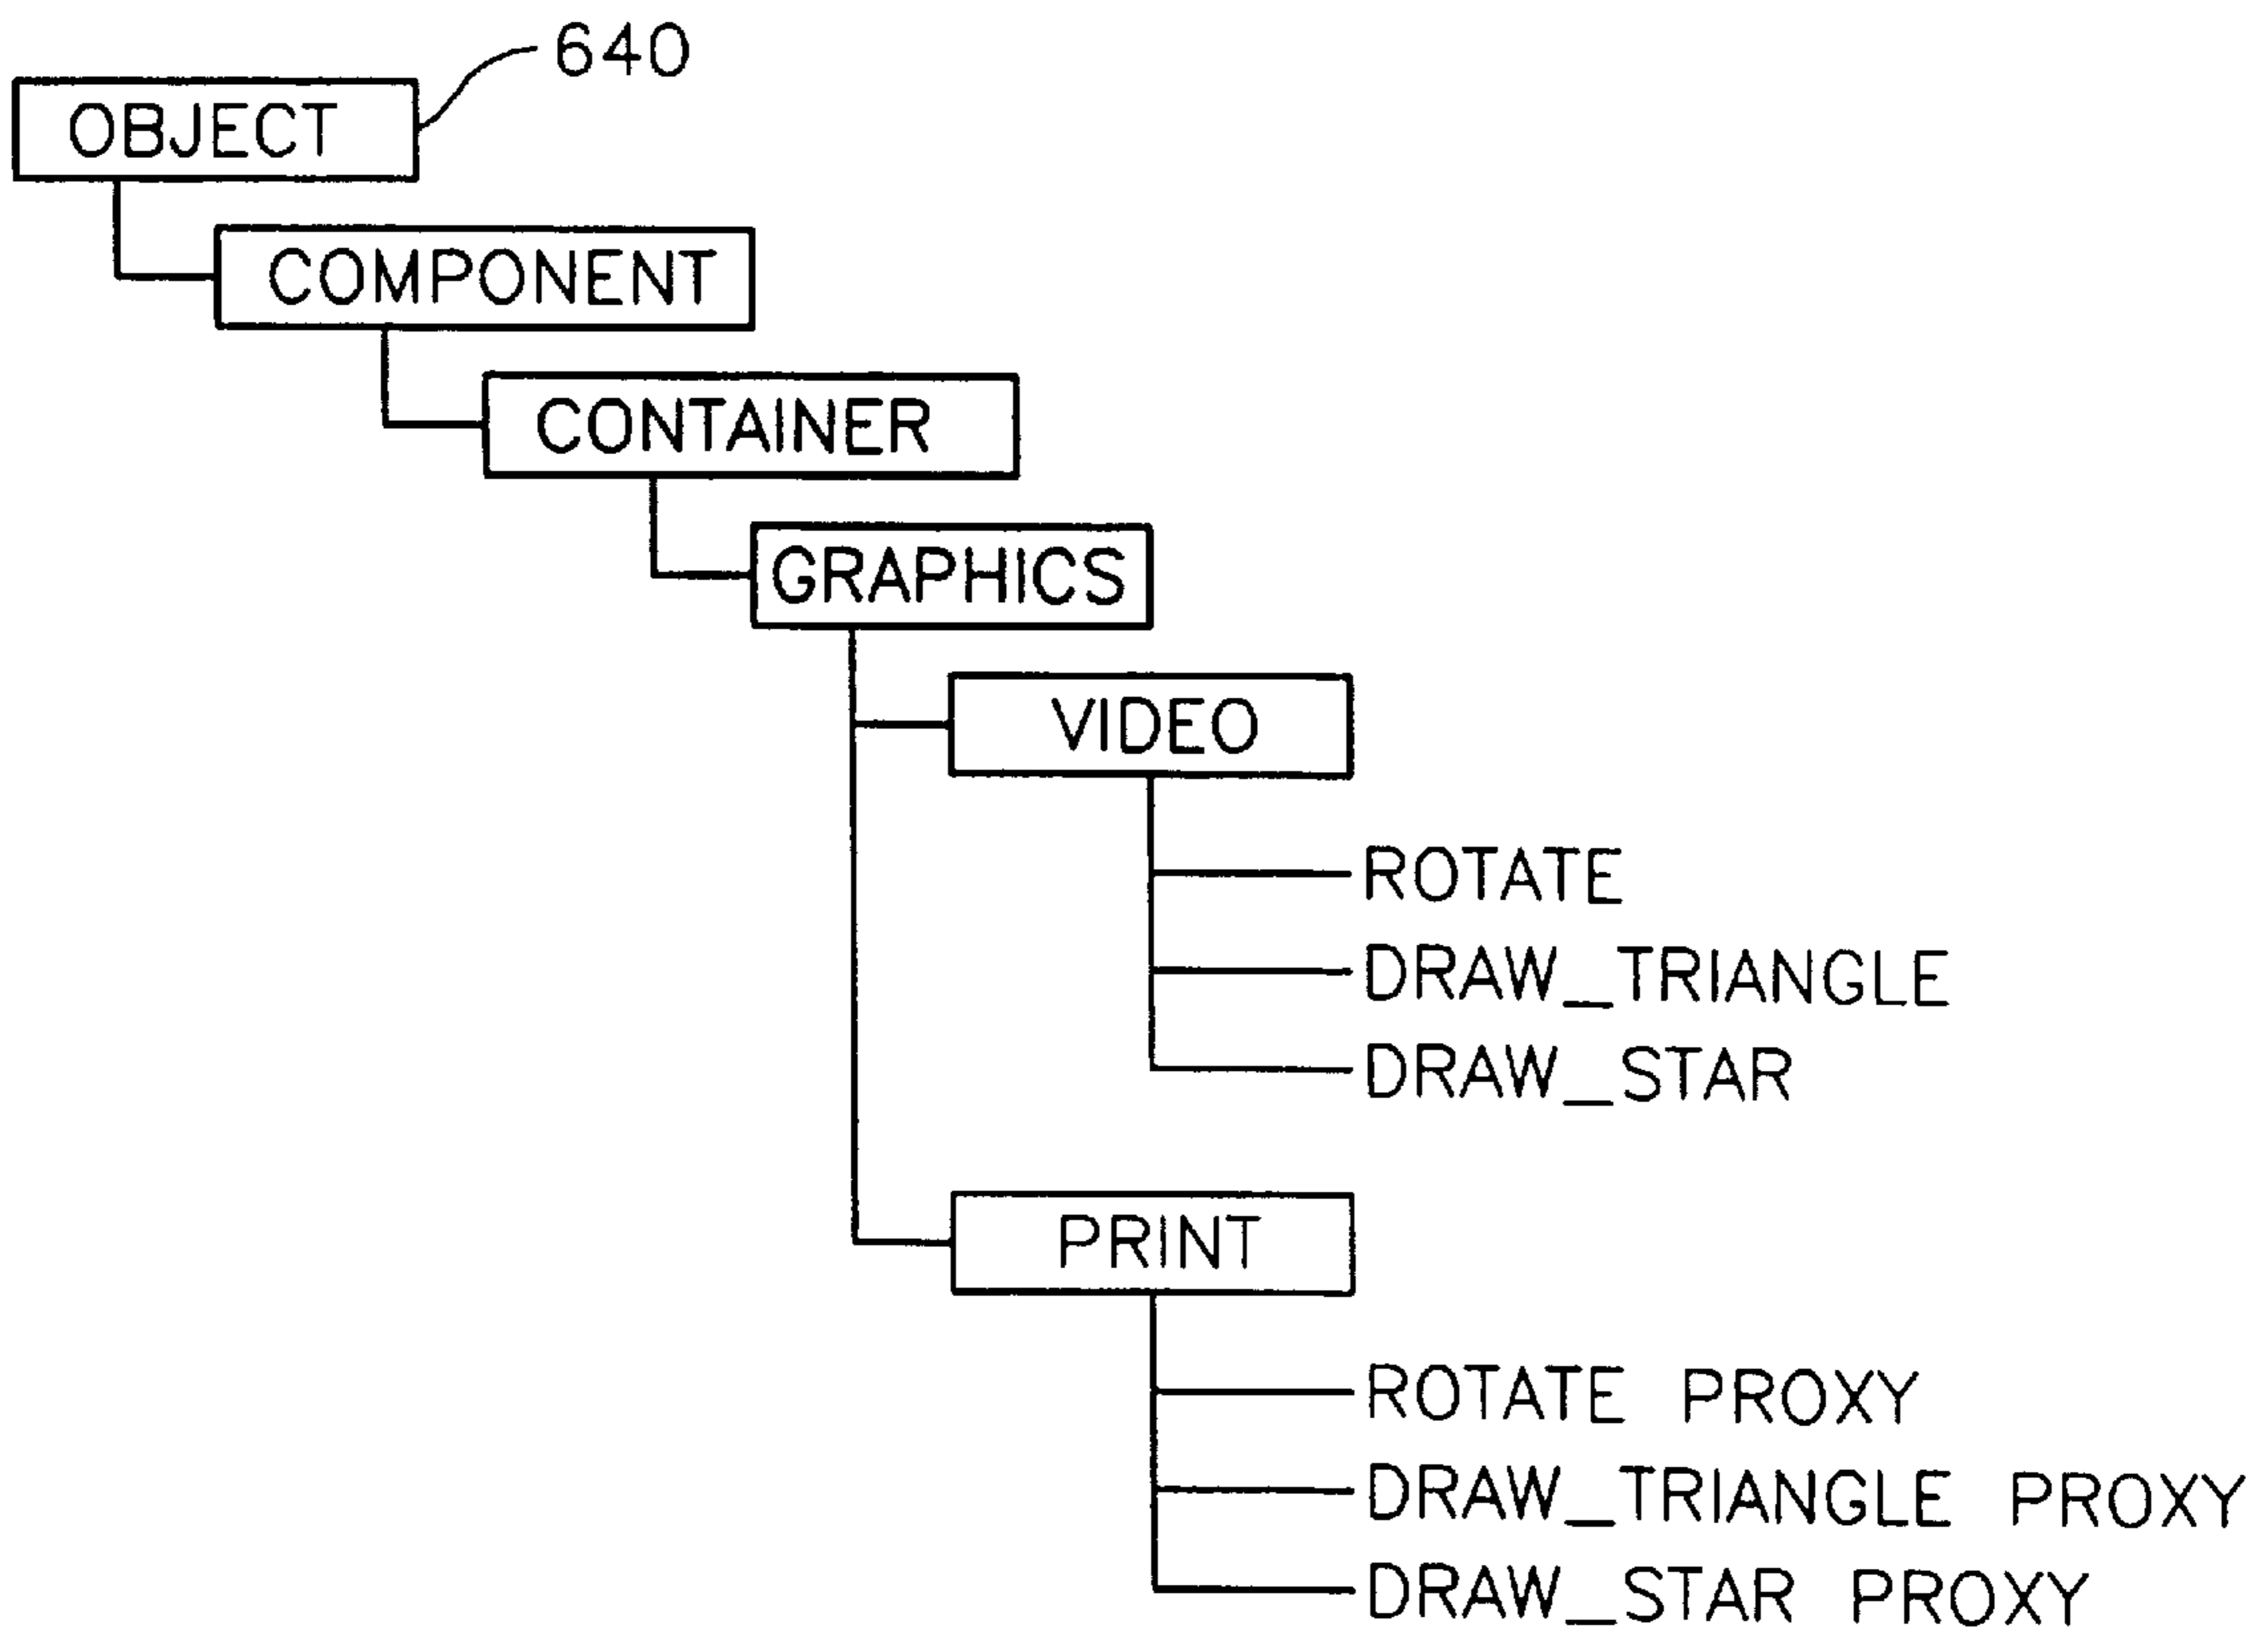 640
OBJECT
COMPONENT
CONTAINER
GRAPHICS
VIDEO
ROTATE
DRAW_TRIANGLE
DRAW_STAR
PRINT
ROTATE PROXY
DRAW_TRIANGLE PROXY
DRAW_STAR PROXY